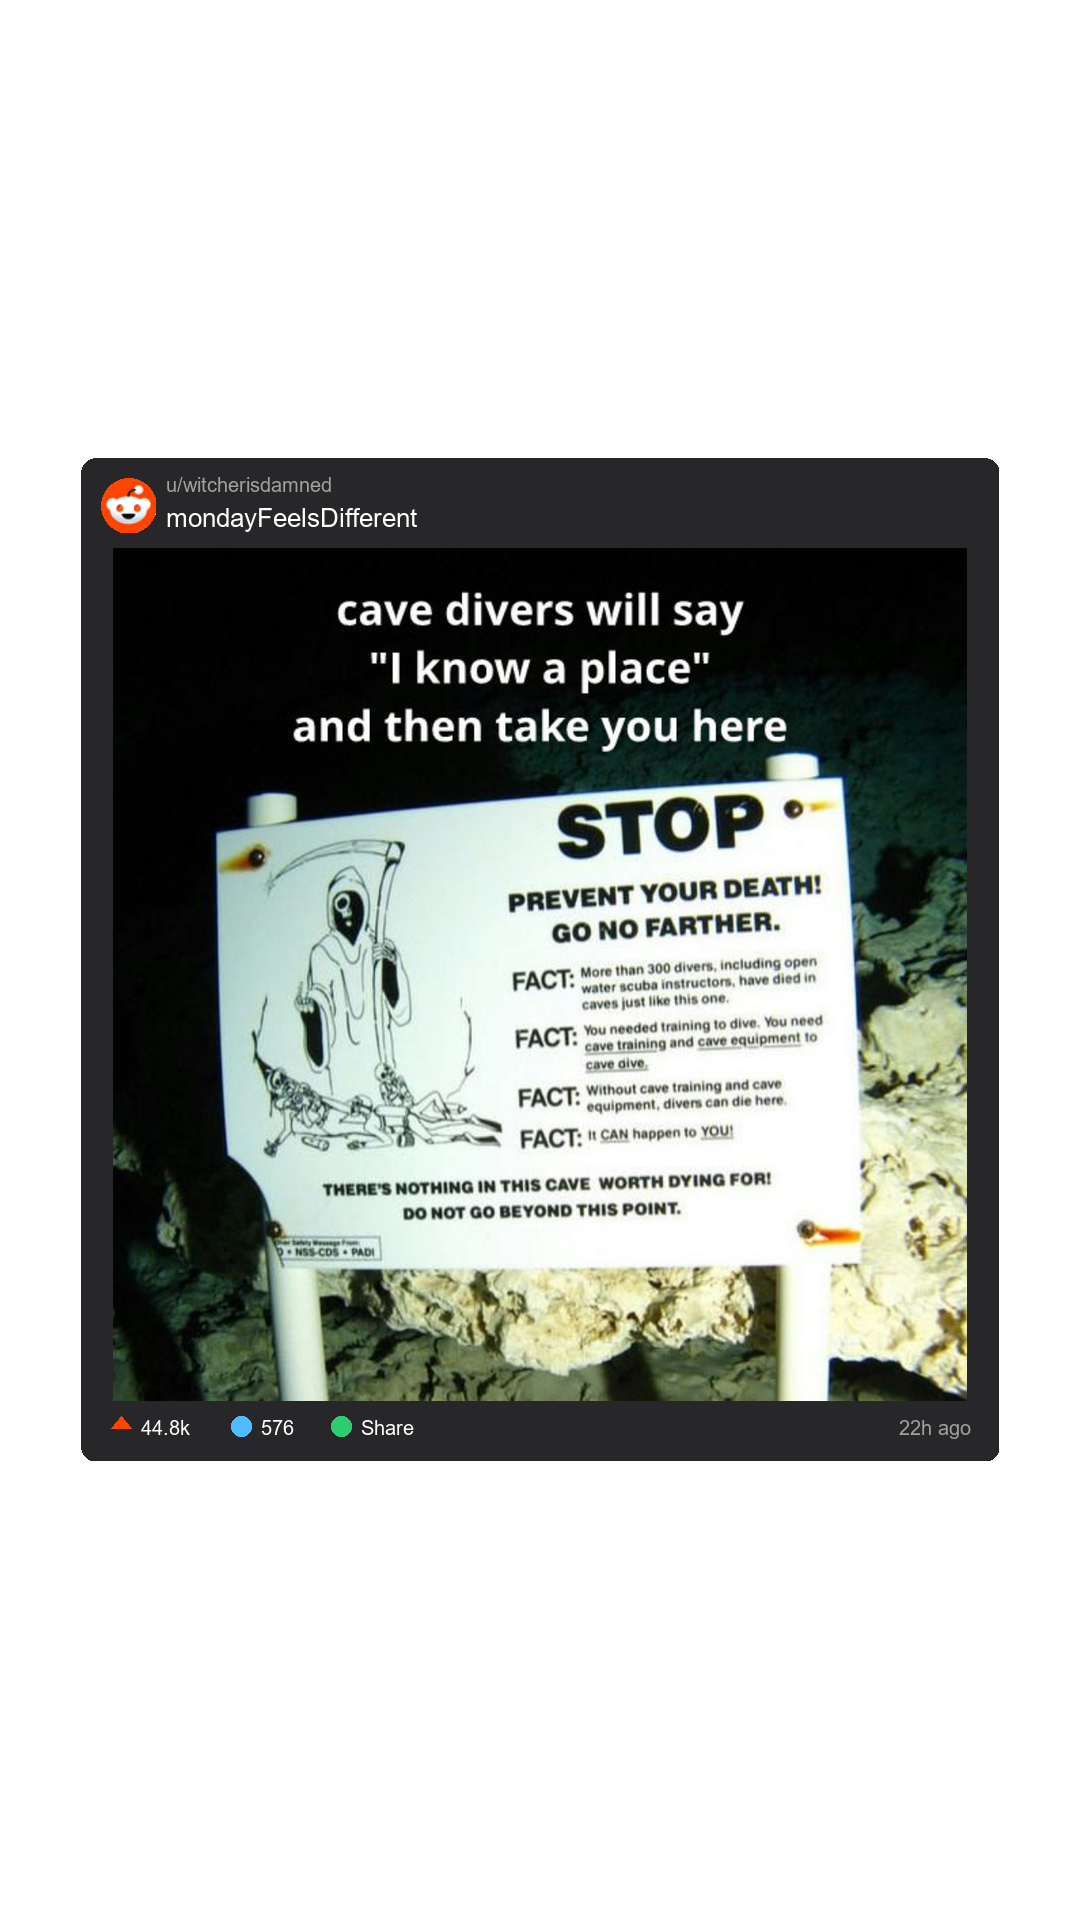 u/witcherisdamned
mondayFeelsDifferent
cave divers will say
"I know a place"
and then take you here
STOP
PREVENT YOUR DEATH!
GO NO FARTHER.
FACT: More than 300 divers, including open
water scuba instructors, have died in
caves just like this one.
FACT: You needed training to dive. You need
cave training and cave equipment to
cave dive.
FACT: Without cave training and cave
equipment, divers can die here.
FACT: It CAN happen to YOU!
THERE'S NOTHING IN THIS CAVE WORTH DYING FOR!
DO NOT GO BEYOND THIS POINT.
Safety Message From:
• NSS-CDS • PADI
44.8k 576 Share 22h ago